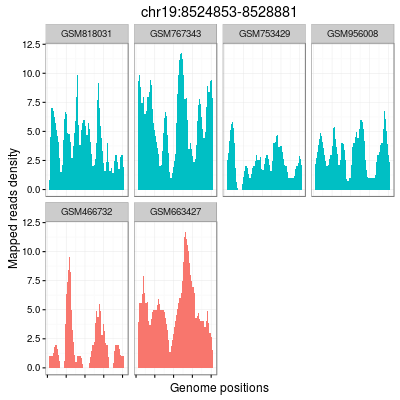 chr19:8524853-8528881
GSM818031 GSM767343 GSM753429 GSM956008
12.5
10.0
7.5
5.0
2.5
0.0
GSM466732 GSM663427
12.5
10.0
7.5
5.0
2.5
0.0
Mapped reads density
Genome positions